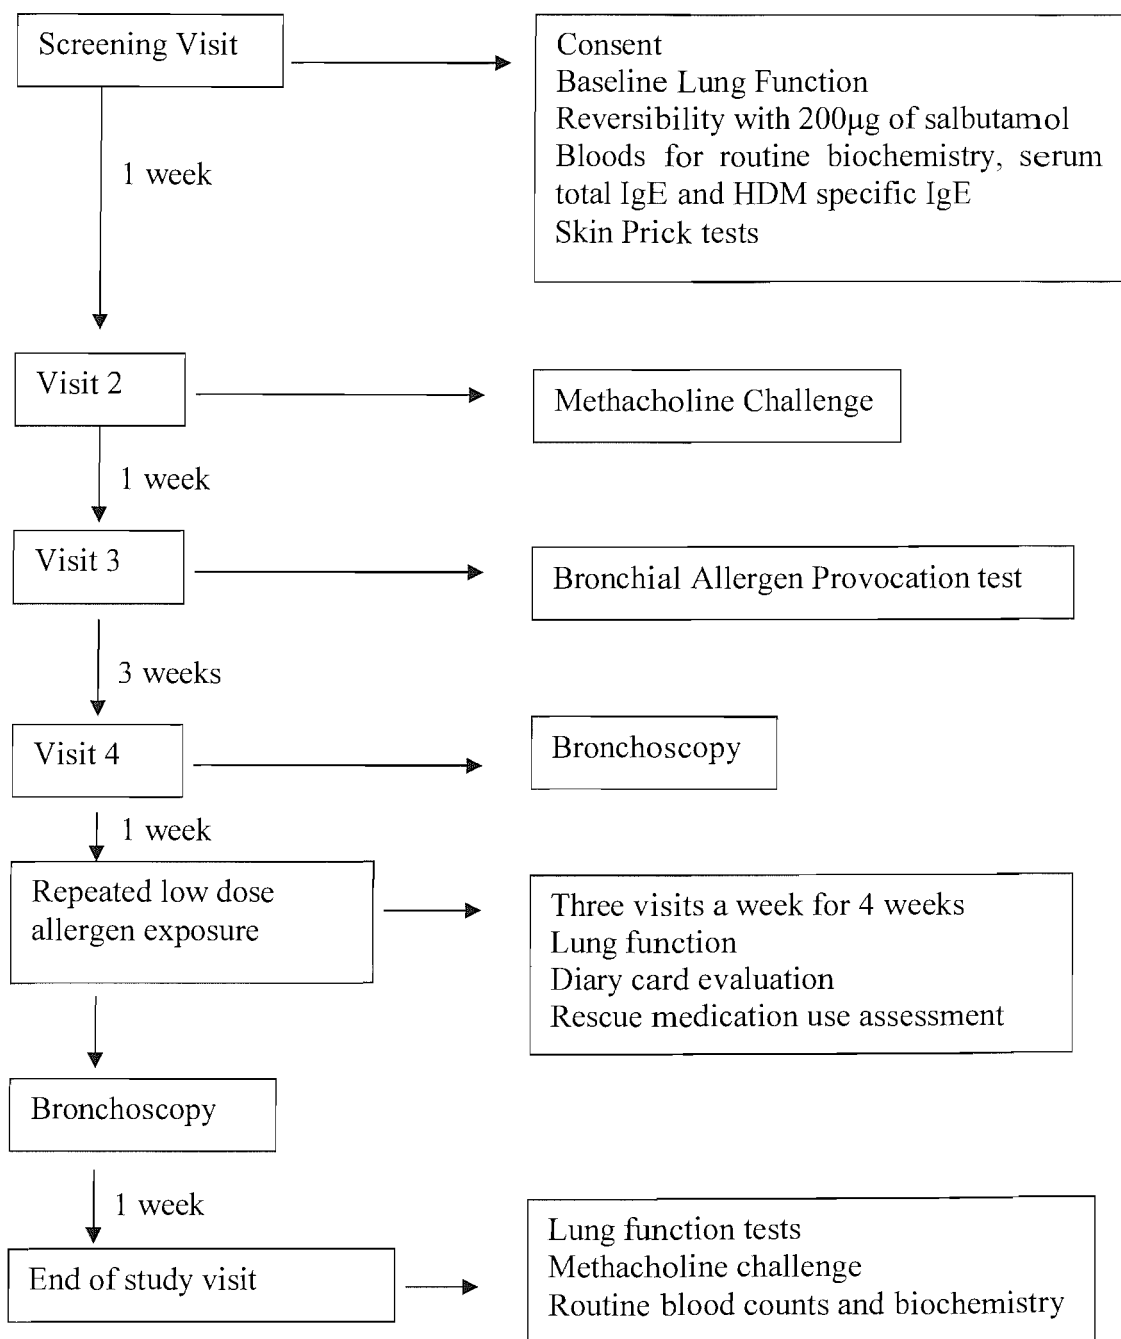 Screening Visit
Consent
Baseline Lung Function
Reversibility with 200µg of salbutamol
Bloods for routine biochemistry, serum
total IgE and HDM specific IgE
Skin Prick tests
1 week
Visit 2
Methacholine Challenge
1 week
Visit 3
Bronchial Allergen Provocation test
3 weeks
Visit 4
Bronchoscopy
1 week
Repeated low dose
allergen exposure
Three visits a week for 4 weeks
Lung function
Diary card evaluation
Rescue medication use assessment
Bronchoscopy
1 week
End of study visit
Lung function tests
Methacholine challenge
Routine blood counts and biochemistry